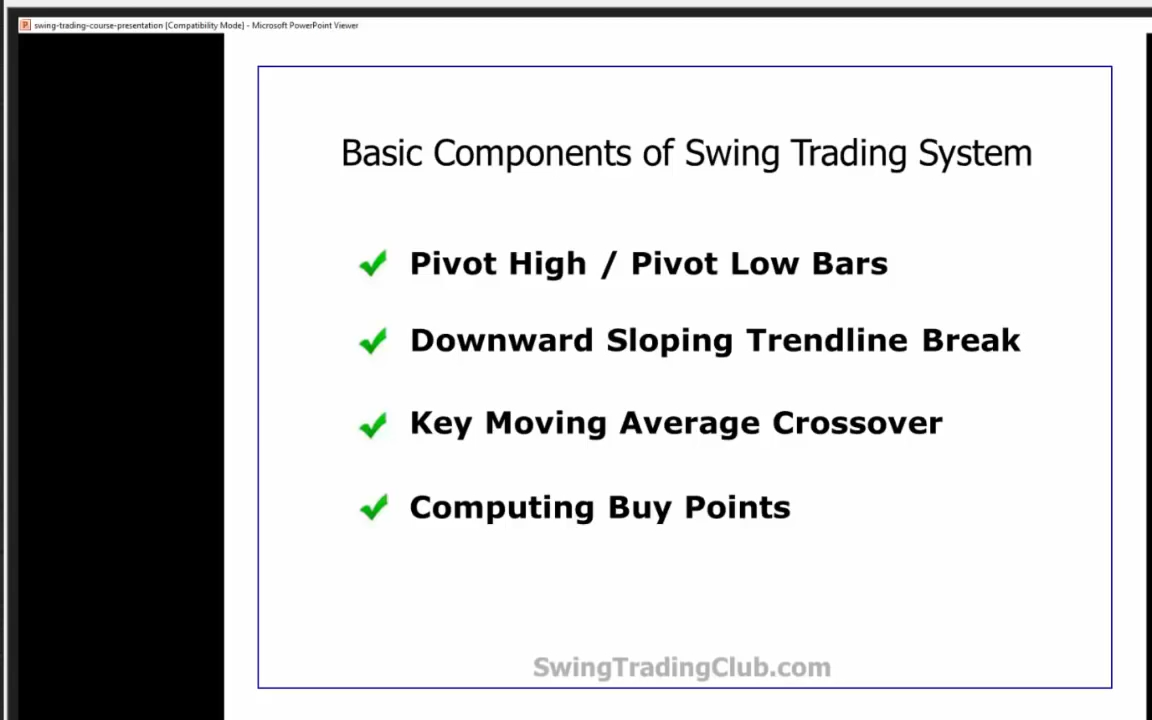 swing-trading-course-presentation [Compatibility Mode] - Microsoft PowerPoint Viewer
Basic Components of Swing Trading System
Pivot High / Pivot Low Bars
Downward Sloping Trendline Break
Key Moving Average Crossover
Computing Buy Points
SwingTradingClub.com